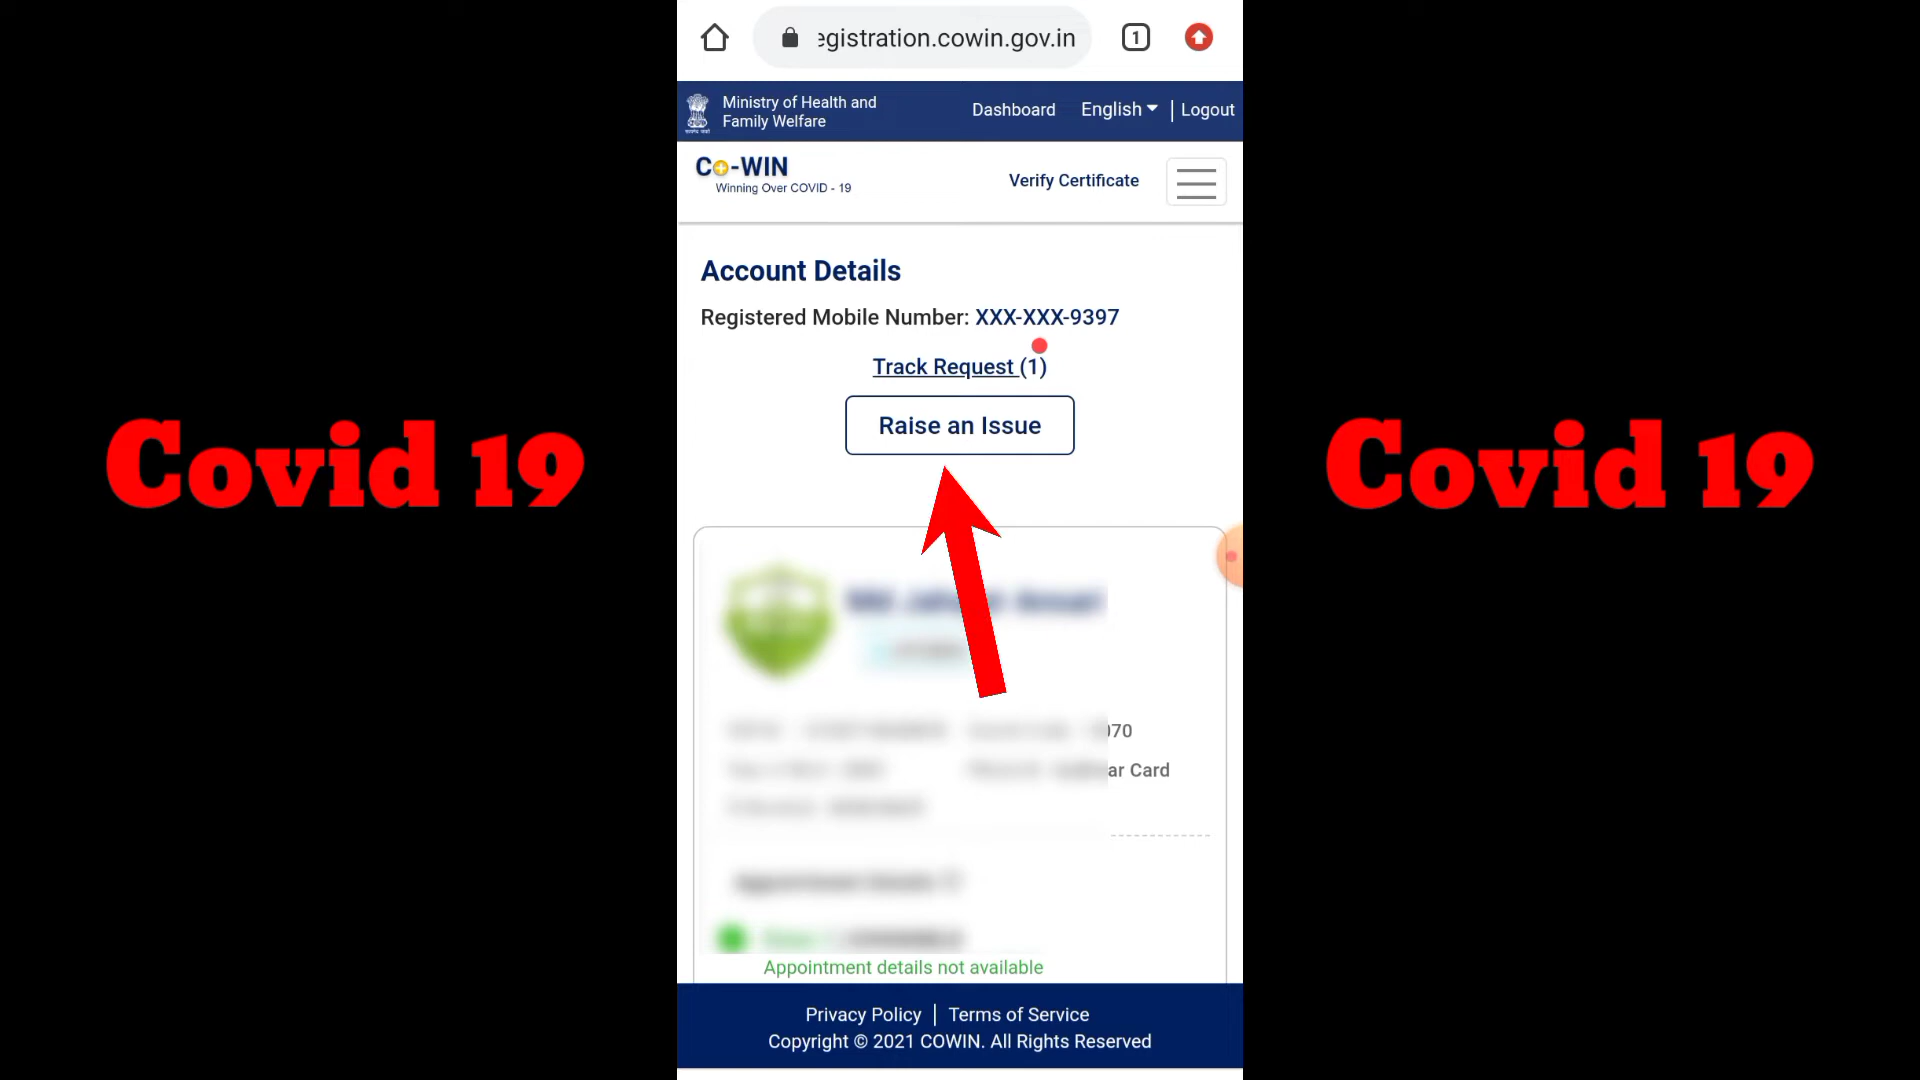 egistration.cowin.gov.in
1
Ministry of Health and
Family Welfare
Dashboard English | Logout
Co-WIN
Winning Over COVID - 19
Verify Certificate
Account Details
Registered Mobile Number: XXX-XXX-9397
Track Request (1)
Raise an Issue
Covid 19
Covid 19
70
ar Card
Appointment details not available
Privacy Policy | Terms of Service
Copyright © 2021 COWIN. All Rights Reserved